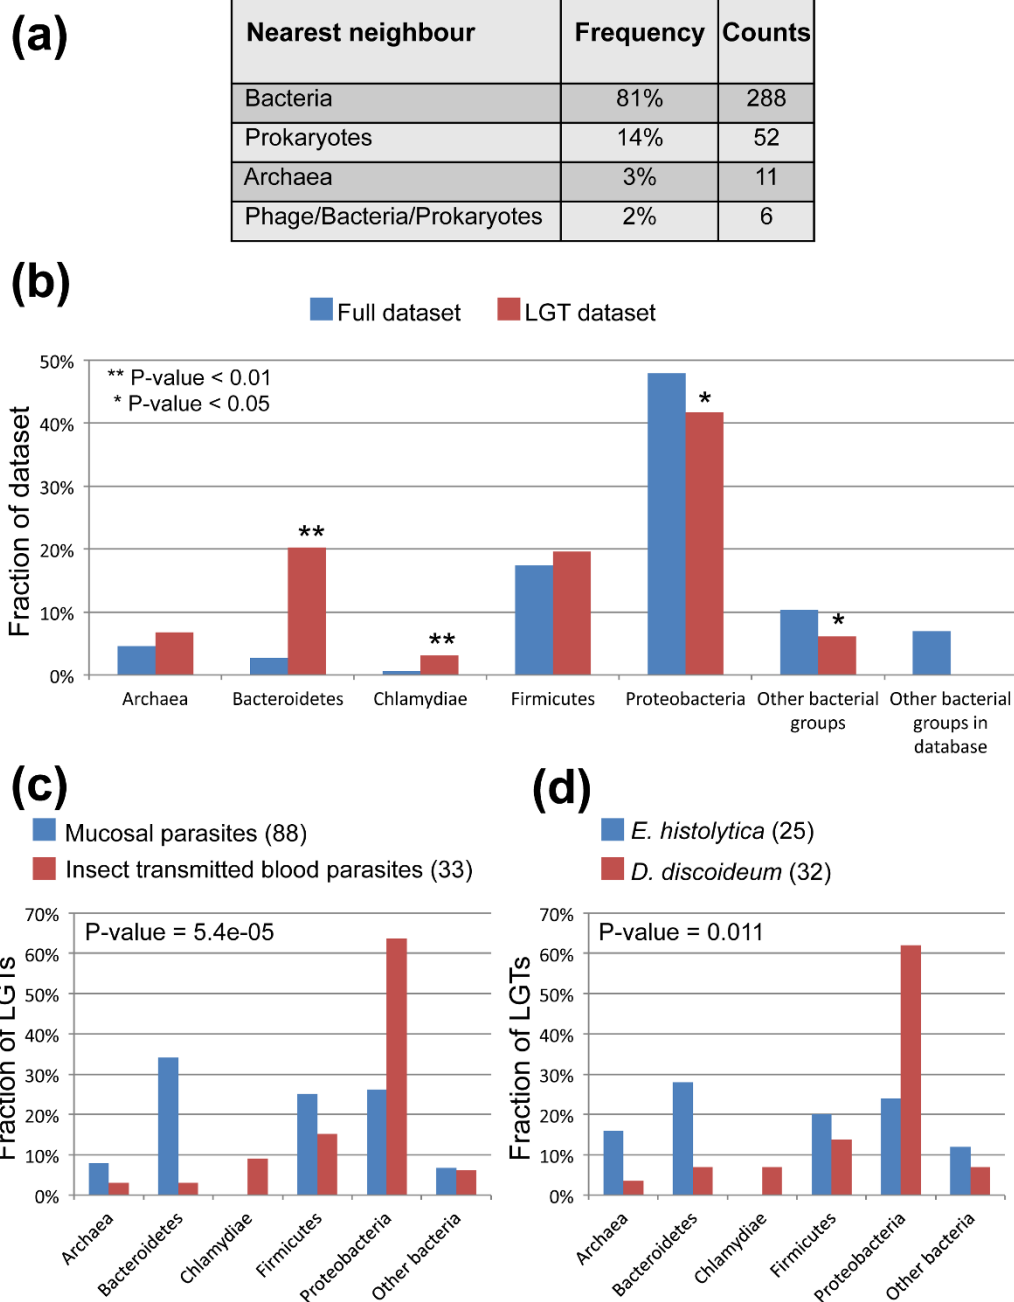 (a)
Nearest neighbour Frequency Counts
Bacteria 81% 288
Prokaryotes 14% 52
Archaea 3% 11
Phage/Bacteria/Prokaryotes 2% 6
(b)
Full dataset LGT dataset
** P-value < 0.01
* P-value < 0.05
Fraction of dataset
50%
40%
30%
20%
10%
0%
**
**
*
*
Archaea Bacteroidetes Chlamydiae Firmicutes Proteobacteria Other bacterial Other bacterial
groups groups in
database
(c)
Mucosal parasites (88)
Insect transmitted blood parasites (33)
P-value = 5.4e-05
Fraction of LGTs
70%
60%
50%
40%
30%
20%
10%
0%
Archaea
Bacteroidetes
Chlamydiae
Firmicutes
Proteobacteria
Other bacteria
(d)
E. histolytica (25)
D. discoideum (32)
P-value = 0.011
Fraction of LGTs
70%
60%
50%
40%
30%
20%
10%
0%
Archaea
Bacteroidetes
Chlamydiae
Firmicutes
Proteobacteria
Other bacteria